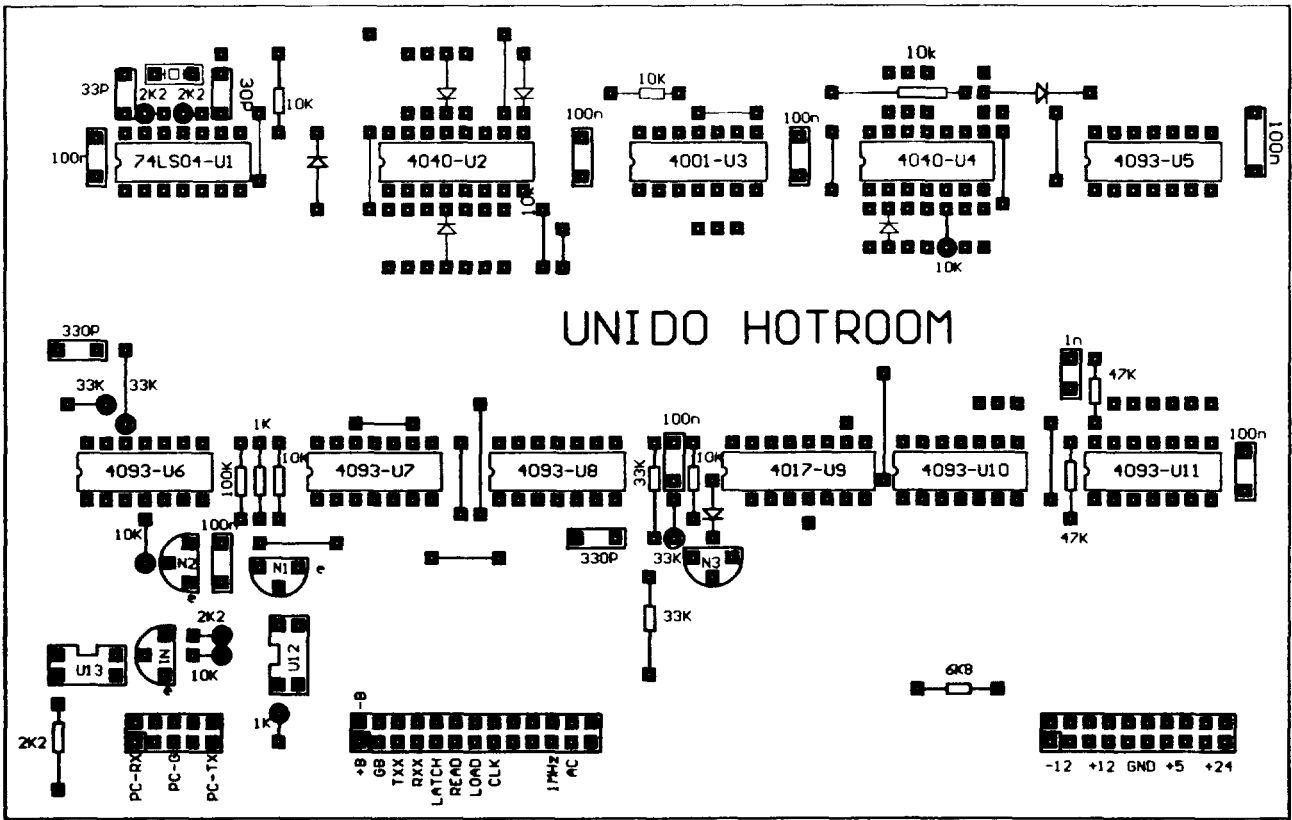 33P
2K2
2K2
30P
10K
10K
10k
100n
74LS04-U1
4040-U2
100n
4001-U3
100n
4040-U4
4093-U5
100n
10K
10K
UNIDO HOTROOM
330P
33K
33K
1n
47K
1K
100n
100n
4093-U6
100K
10K
4093-U7
4093-U8
33K
10K
4017-U9
4093-U10
4093-U11
47K
10K
N2
e
100n
N1
e
330P
33K
N3
33K
2K2
U13
N1
e
10K
U12
6K8
2K2
1K
-B
PC-RX
PC-G
PC-TX
+B
GB
TXX
RXX
LATCH
READ
LOAD
CLK
1MHz
AC
-12
+12
GND
+5
+24